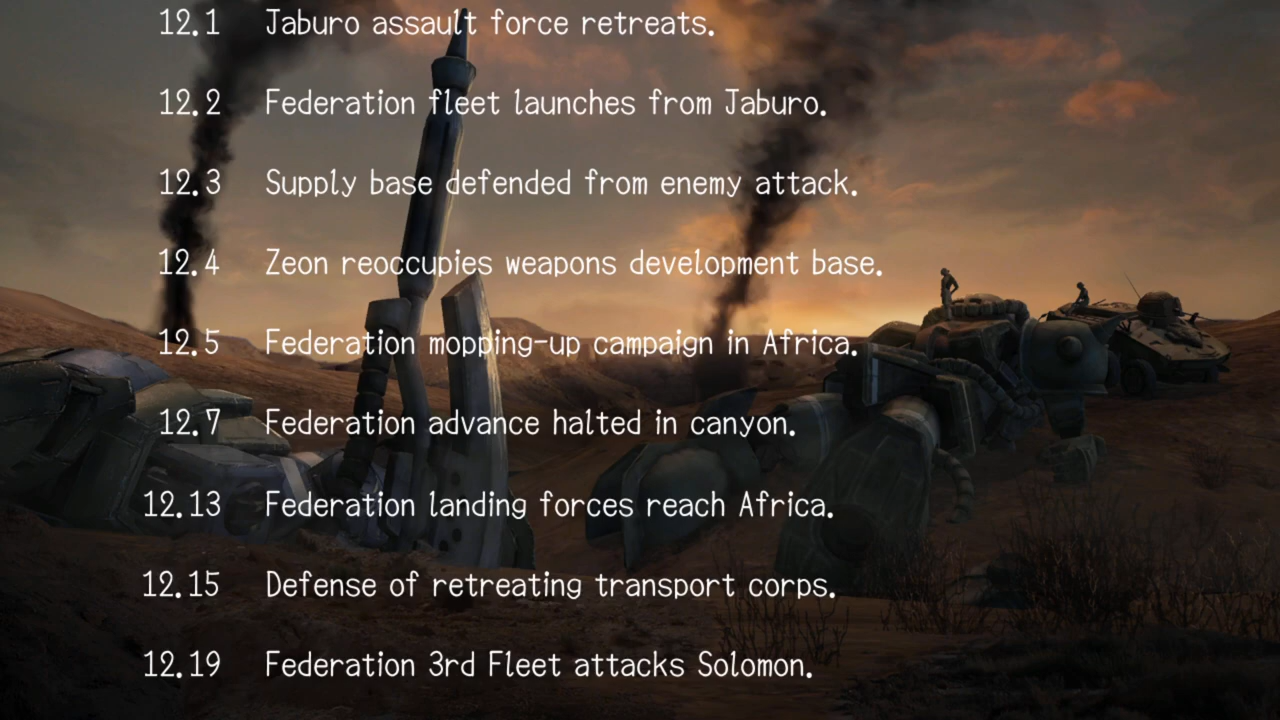 12.1 Jaburo assault force retreats.
12.2 Federation fleet launches from Jaburo.
12.3 Supply base defended from enemy attack.
12.4 Zeon reoccupies weapons development base.
12.5 Federation mopping-up campaign in Africa.
12.7 Federation advance halted in canyon.
12.13 Federation landing forces reach Africa.
12.15 Defense of retreating transport corps.
12.19 Federation 3rd Fleet attacks Solomon.